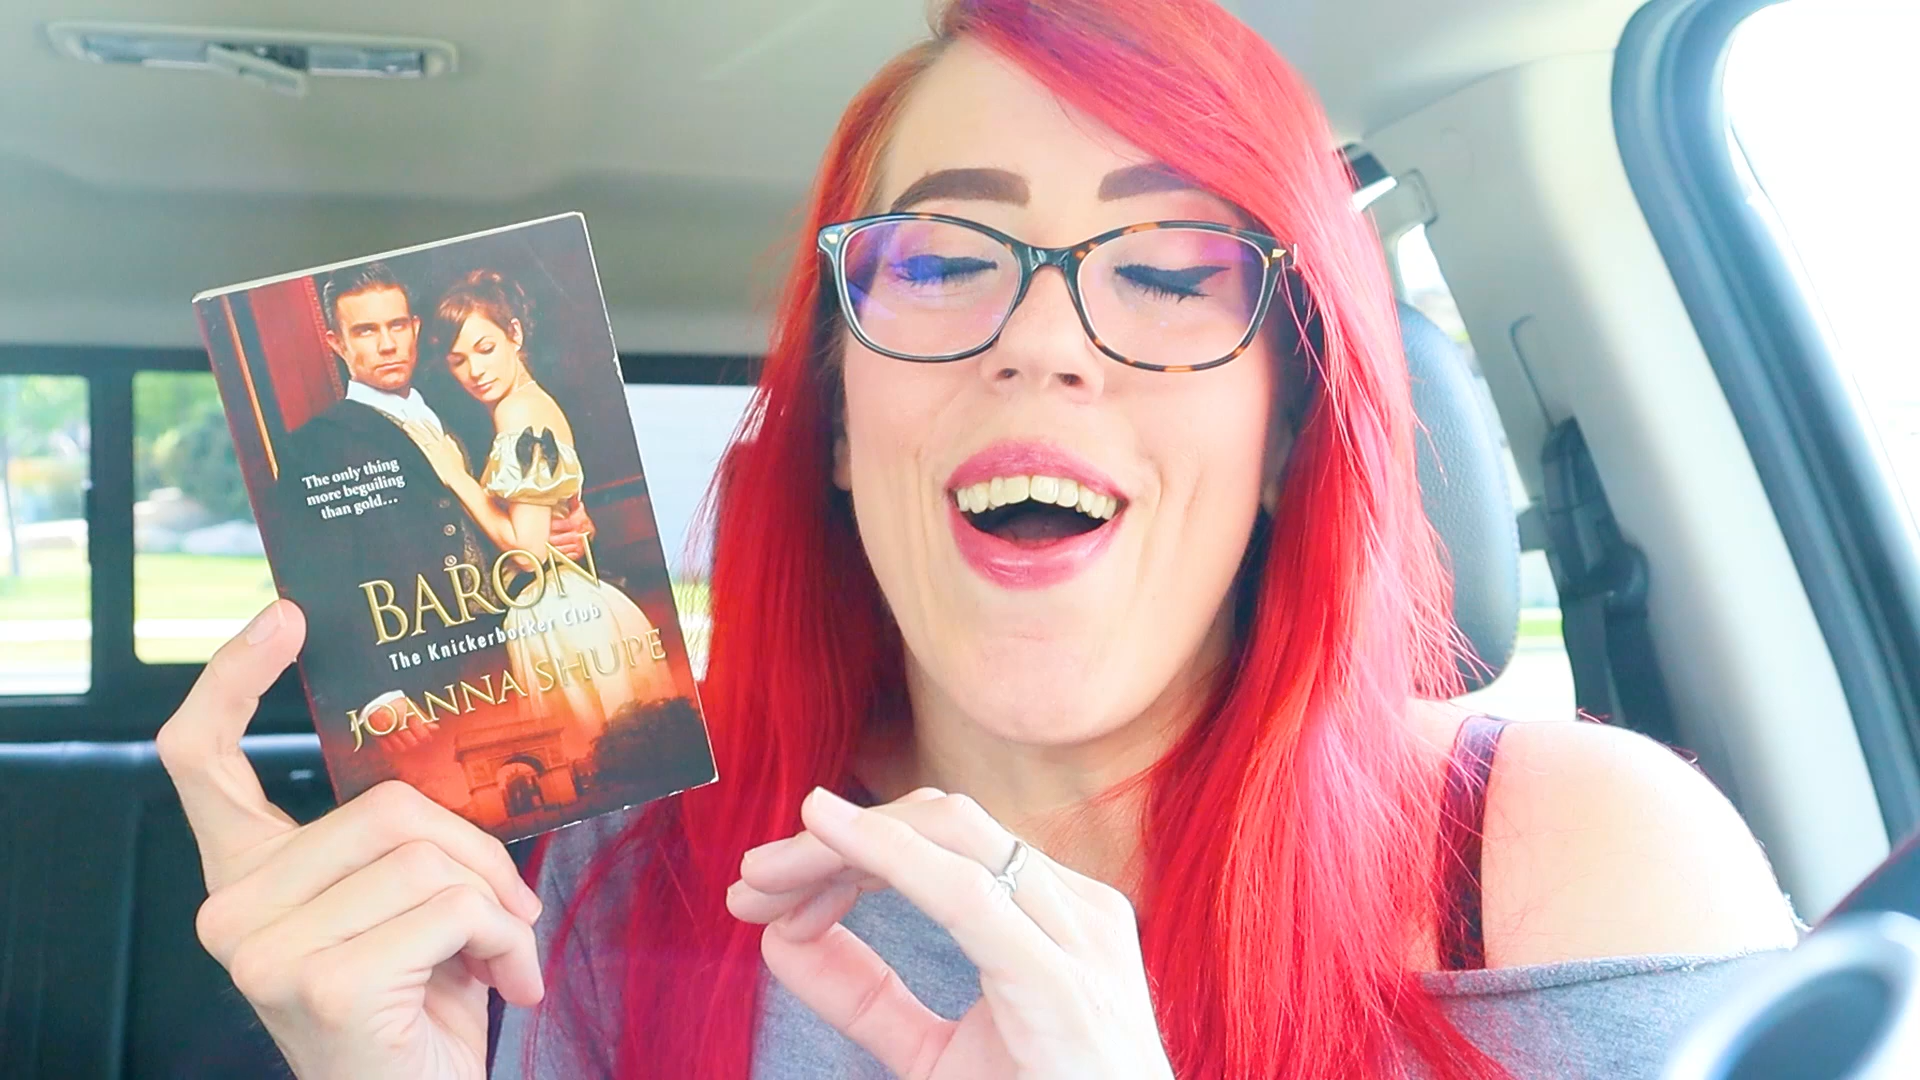 The only thing
more beguiling
than gold...
BARON
The Knickerbocker Club
JOANNA SHUPE